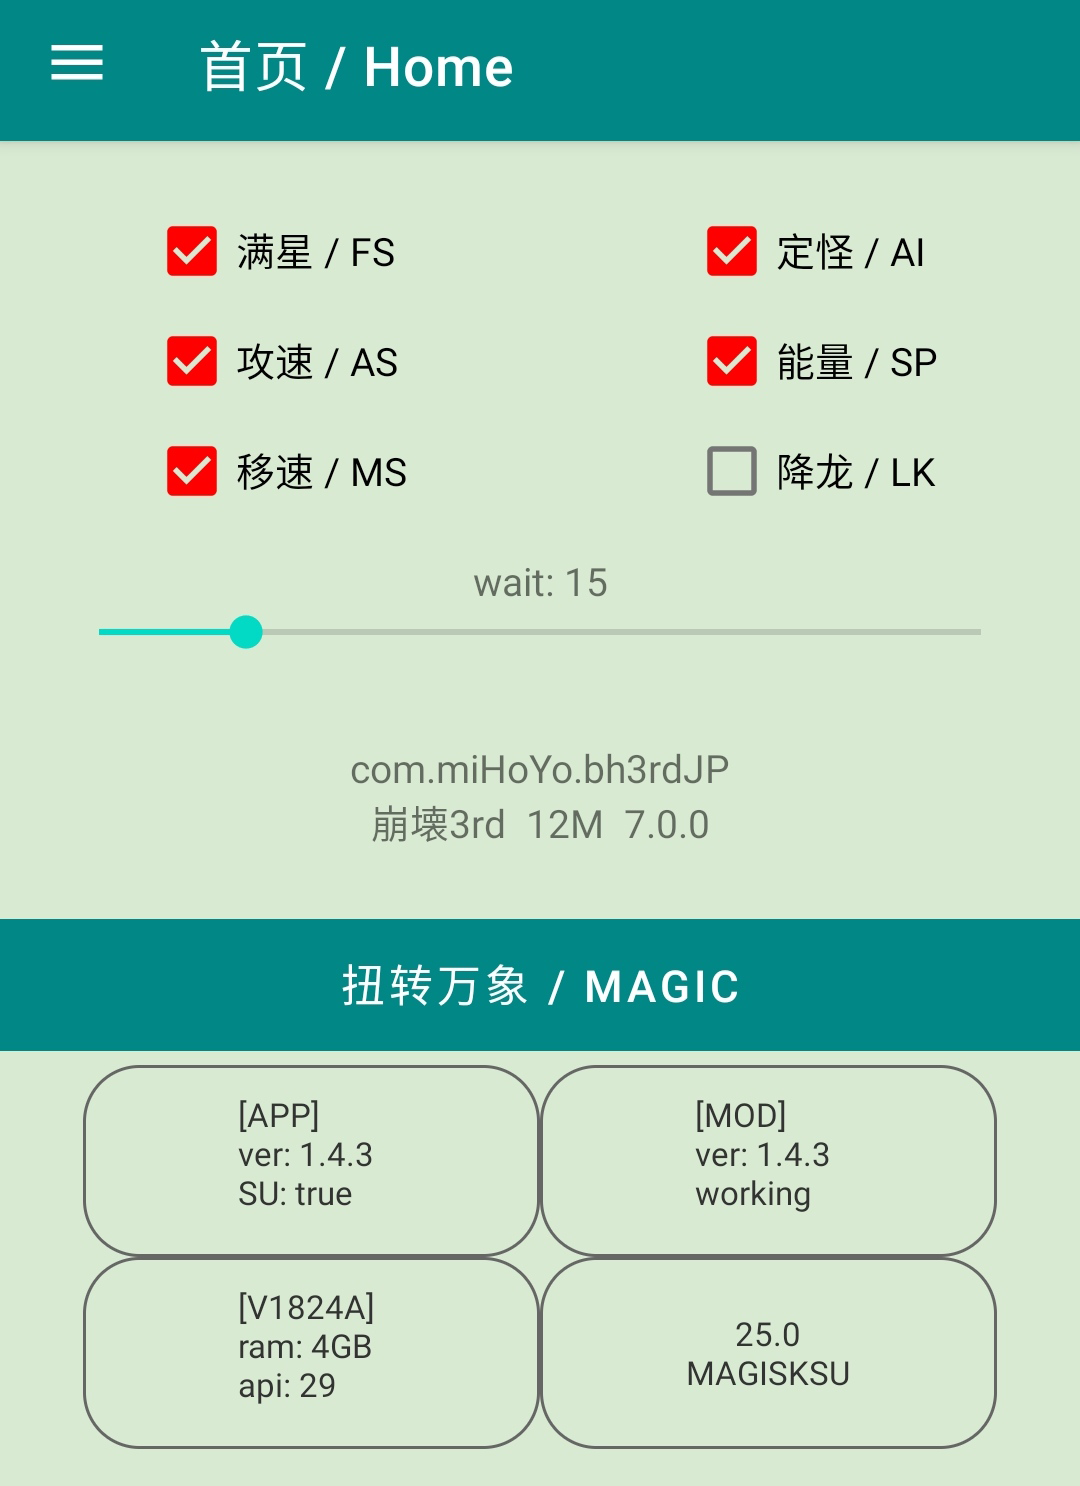 首页 / Home
满星 / FS
定怪 / AI
攻速 / AS
能量 / SP
移速 / MS
降龙 / LK
wait: 15
com.miHoYo.bh3rdJP
崩壊3rd 12M 7.0.0
扭转万象 / MAGIC
[APP]
ver: 1.4.3
SU: true
[MOD]
ver: 1.4.3
working
[V1824A]
ram: 4GB
api: 29
25.0
MAGISKSU